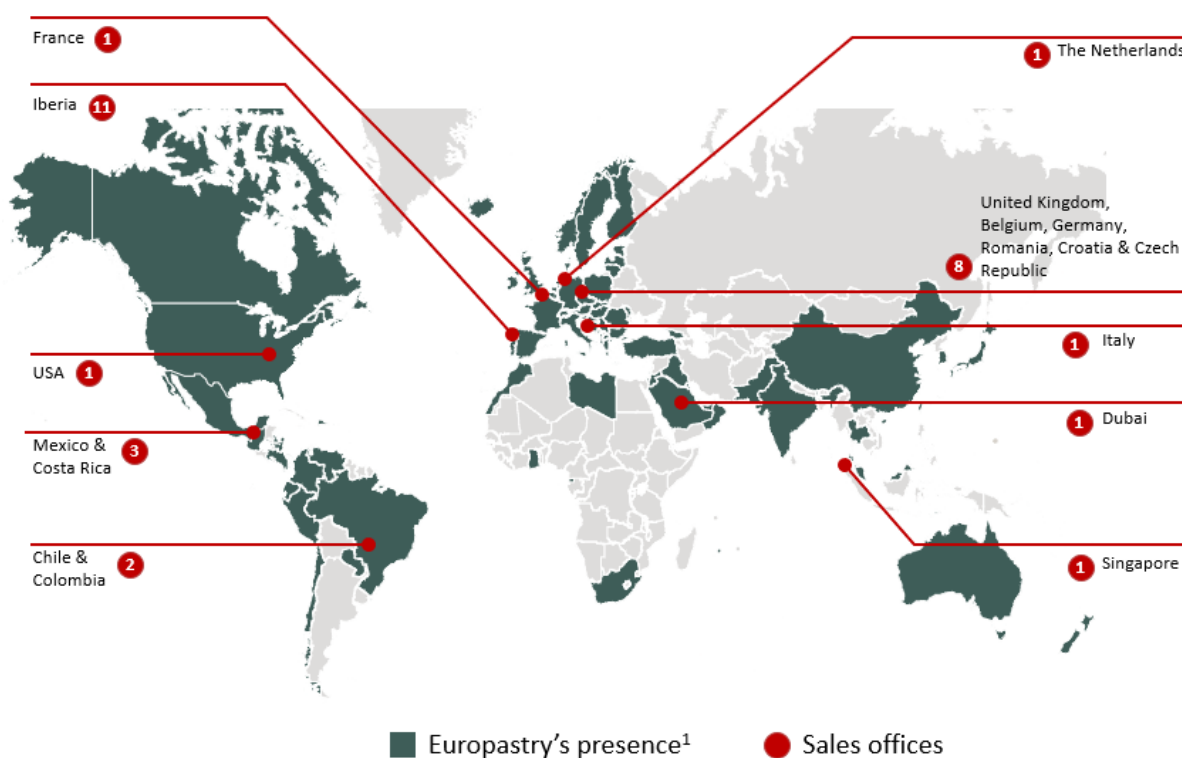 France 1
1 The Netherlands
Iberia 11
United Kingdom,
Belgium, Germany,
Romania, Croatia & Czech
Republic
8
USA 1
1 Italy
Mexico &
Costa Rica
3
1 Dubai
Chile &
Colombia
2
1 Singapore
Europastry's presence¹
Sales offices